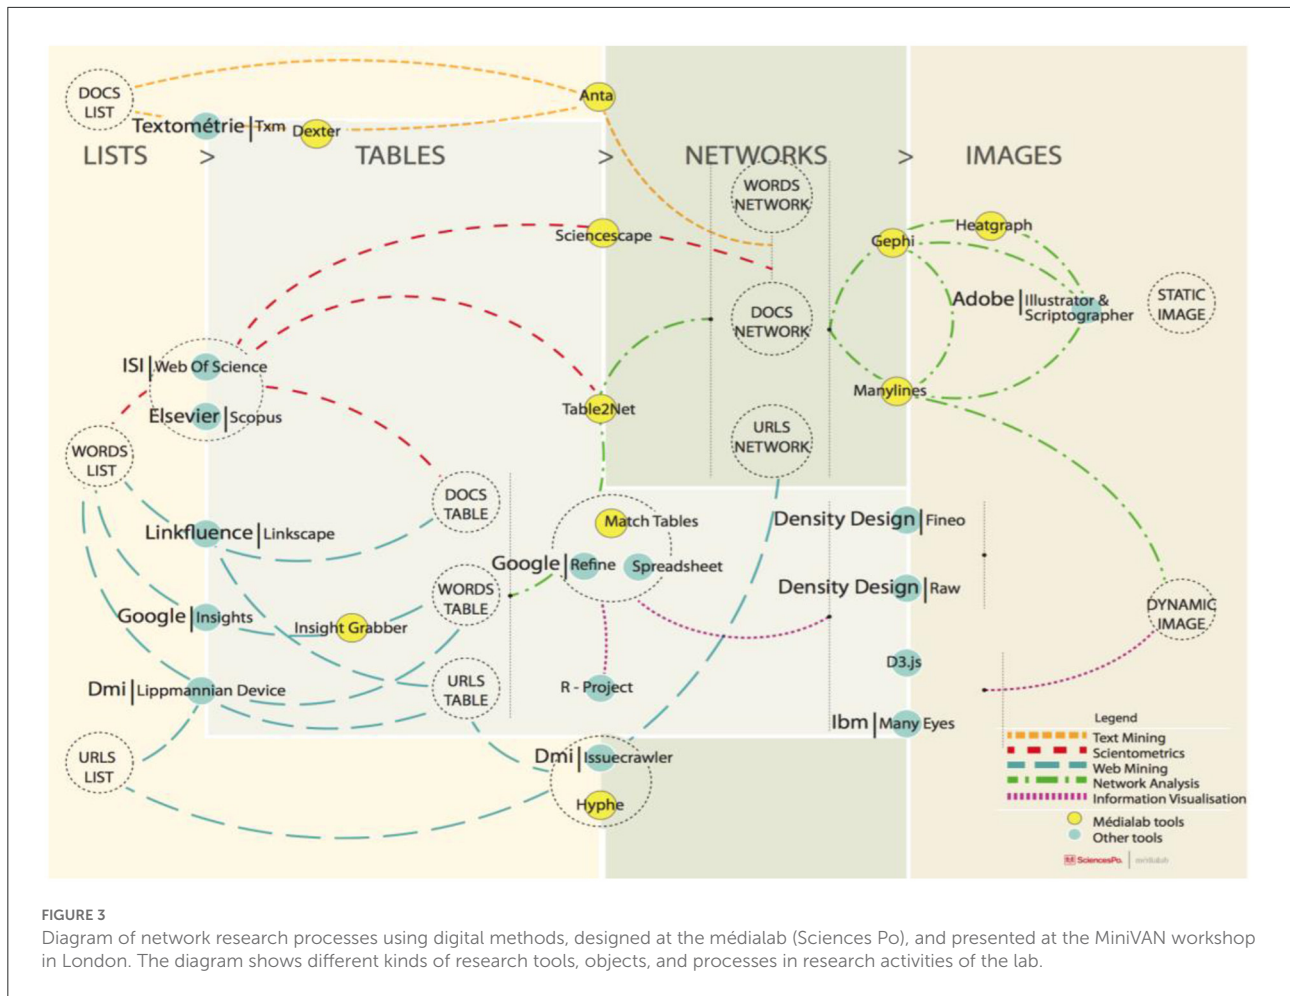 DOCS
LIST
Textométrie | Txm
Dexter
Anta
LISTS > TABLES > NETWORKS > IMAGES
WORDS
NETWORK
Sciencescape
Gephi
Heatgraph
Adobe | Illustrator &
Scriptographer
STATIC
IMAGE
DOCS
NETWORK
ISI | Web Of Science
Elsevier | Scopus
Table2Net
Manylines
WORDS
LIST
URLS
NETWORK
DOCS
TABLE
Linkfluence | Linkscape
Match Tables
Google | Refine
Spreadsheet
Density Design | Fineo
Density Design | Raw
WORDS
TABLE
Google | Insights
Insight Grabber
DYNAMIC
IMAGE
Dmi | Lippmannian Device
URLS
TABLE
R - Project
D3.js
Ibm | Many Eyes
URLS
LIST
Dmi | Issuecrawler
Hyphe
Legend
Text Mining
Scientometrics
Web Mining
Network Analysis
Information Visualisation
Médialab tools
Other tools
SciencesPo. | médialab
FIGURE 3
Diagram of network research processes using digital methods, designed at the médialab (Sciences Po), and presented at the MiniVAN workshop
in London. The diagram shows different kinds of research tools, objects, and processes in research activities of the lab.